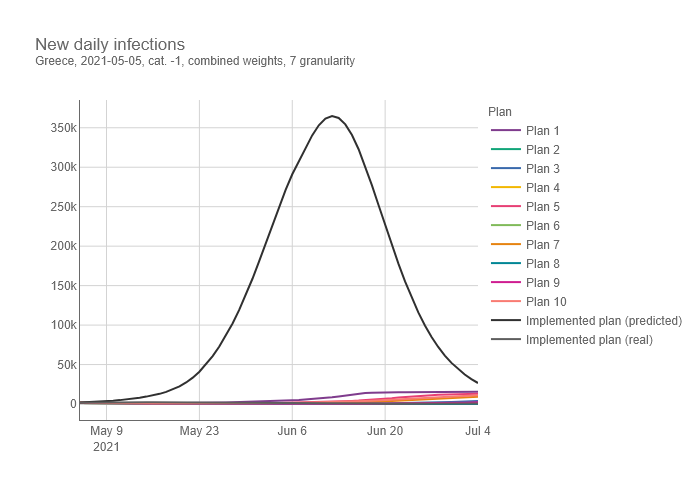 New daily infections
Greece, 2021-05-05, cat. -1, combined weights, 7 granularity
Plan
Plan 1
Plan 2
Plan 3
Plan 4
Plan 5
Plan 6
Plan 7
Plan 8
Plan 9
Plan 10
Implemented plan (predicted)
Implemented plan (real)
350k
300k
250k
200k
150k
100k
50k
0
May 9
2021
May 23
Jun 6
Jun 20
Jul 4